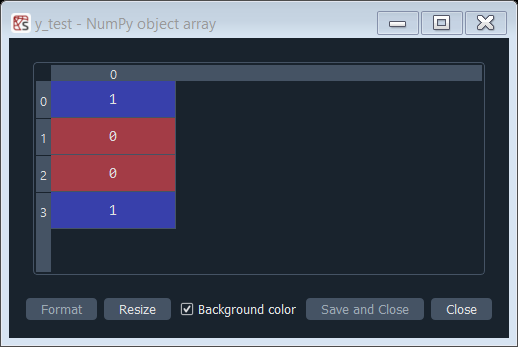 y_test - NumPy object array
0
0 1
1 0
2 0
3 1
Format Resize Background color Save and Close Close